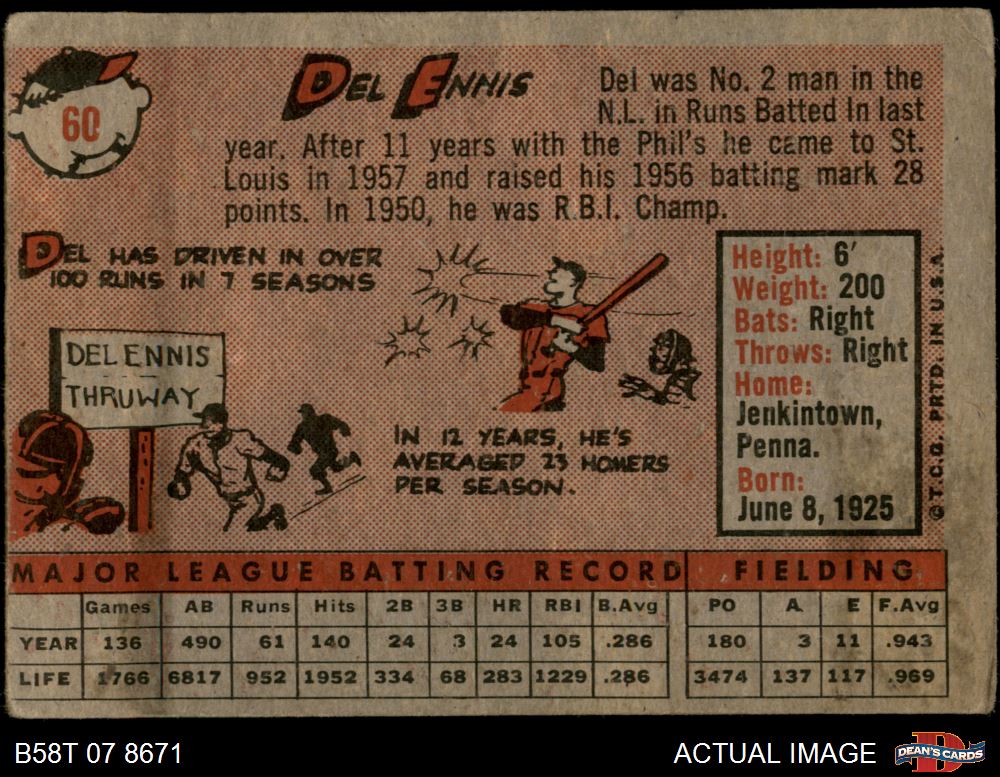 60
DEL ENNIS
Del was No. 2 man in the
N.L. in Runs Batted In last
year. After 11 years with the Phil's he came to St.
Louis in 1957 and raised his 1956 batting mark 28
points. In 1950, he was R.B.I. Champ.
DEL HAS DRIVEN IN OVER
100 RUNS IN 7 SEASONS
DEL ENNIS
THRUWAY
IN 12 YEARS, HE'S
AVERAGED 23 HOMERS
PER SEASON.
Height: 6'
Weight: 200
Bats: Right
Throws: Right
Home:
Jenkintown,
Penna.
Born:
June 8, 1925
©T.C.G. PRTD. IN U.S.A.
MAJOR LEAGUE BATTING RECORD FIELDING
Games AB Runs Hits 2B 3B HR RBI B.Avg PO A E F.Avg
YEAR 136 490 61 140 24 3 24 105 .286 180 3 11 .943
LIFE 1766 6817 952 1952 334 68 283 1229 .286 3474 137 117 .969
B58T 07 8671
ACTUAL IMAGE
D
DEAN'S CARDS